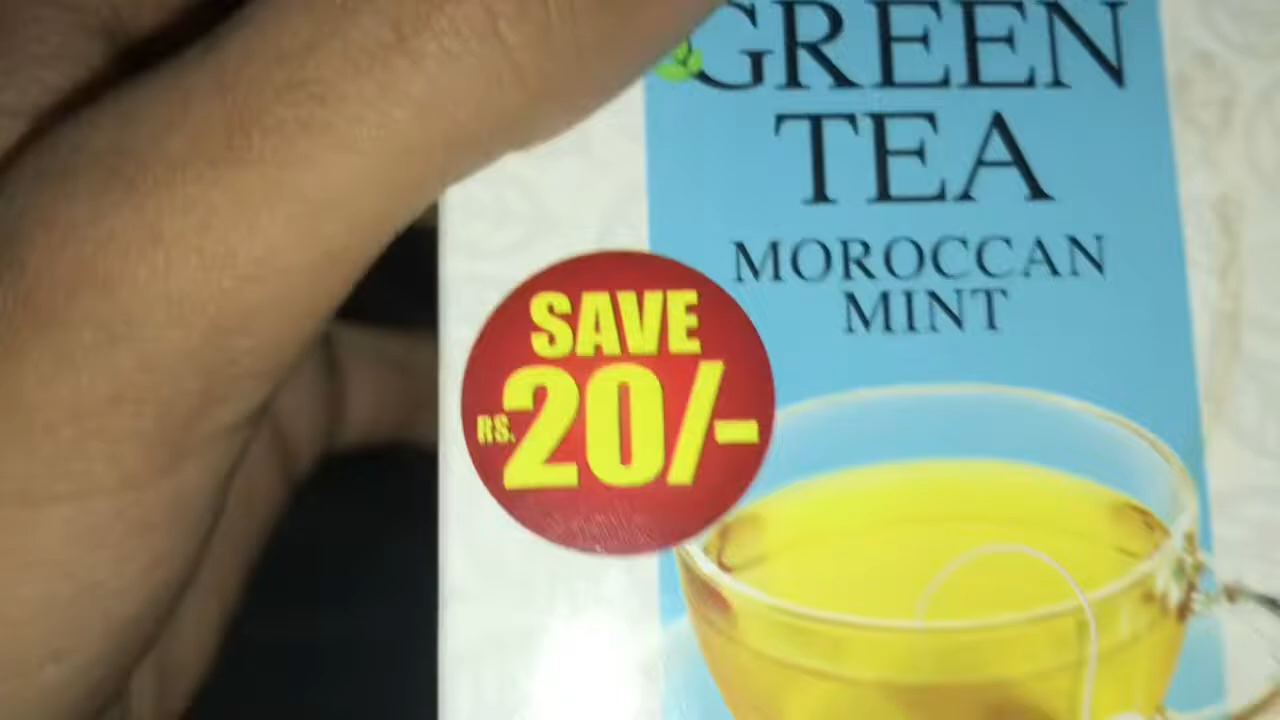 GREEN
TEA
MOROCCAN
MINT
SAVE
RS.20/-